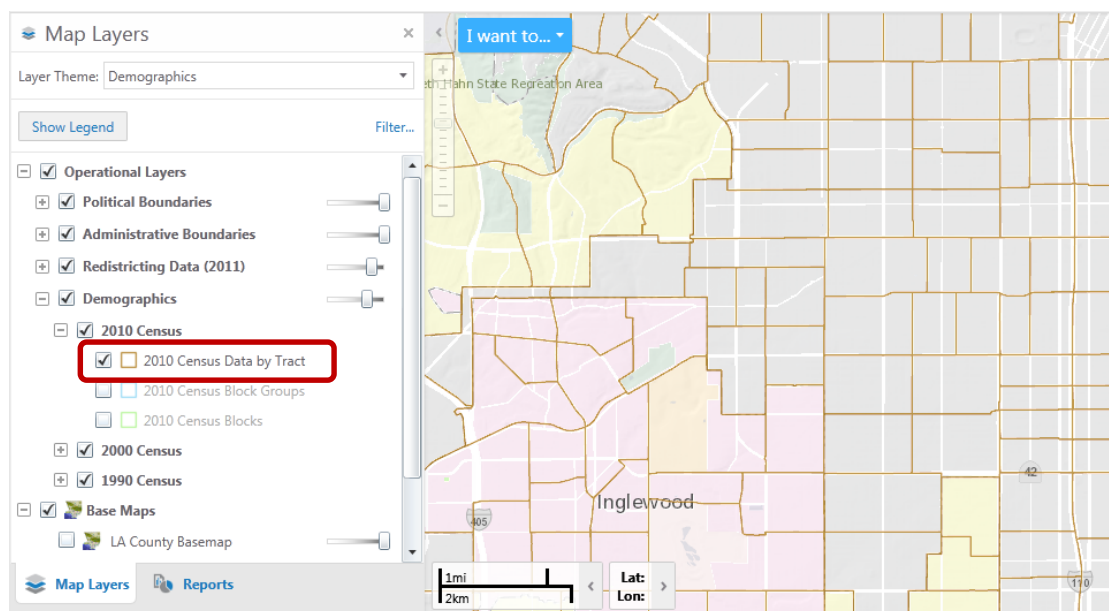 Map Layers
Layer Theme: Demographics
Show Legend Filter...
Operational Layers
Political Boundaries
Administrative Boundaries
Redistricting Data (2011)
Demographics
2010 Census
2010 Census Data by Tract
2010 Census Block Groups
2010 Census Blocks
2000 Census
1990 Census
Base Maps
LA County Basemap
Map Layers Reports
I want to...
Hahn State Recreation Area
42
Inglewood
405
110
1mi
2km
Lat:
Lon: